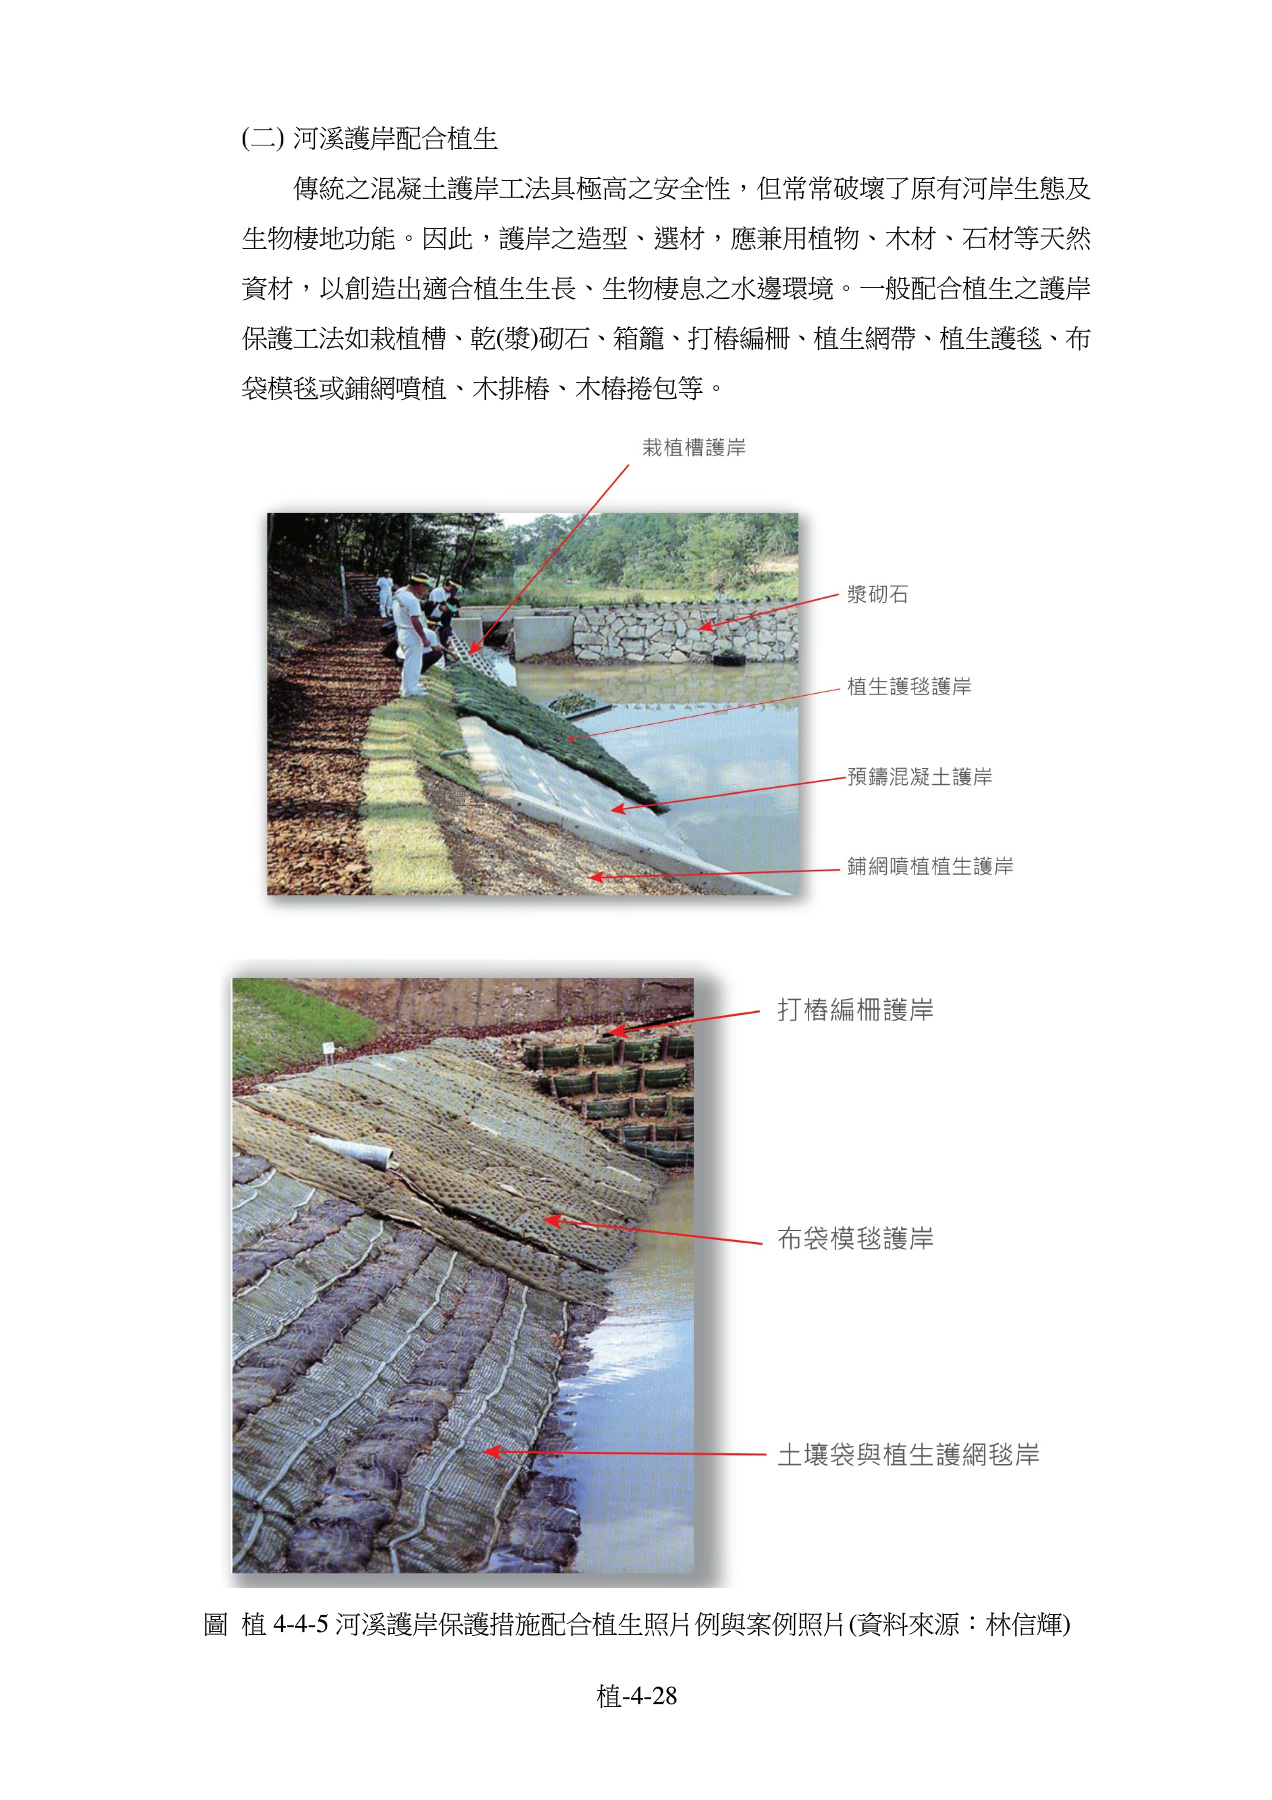 (二) 河溪護岸配合植生
傳統之混凝土護岸工法具極高之安全性，但常常破壞了原有河岸生態及
生物棲地功能。因此，護岸之造型、選材，應兼用植物、木材、石材等天然
資材，以創造出適合植生生長、生物棲息之水邊環境。一般配合植生之護岸
保護工法如栽植槽、乾(漿)砌石、箱籠、打樁編柵、植生網帶、植生護毯、布
袋模毯或鋪網噴植、木排樁、木樁捲包等。
栽植槽護岸
漿砌石
植生護毯護岸
預鑄混凝土護岸
鋪網噴植植生護岸
打樁編柵護岸
布袋模毯護岸
土壤袋與植生護網毯岸
圖 植 4-4-5 河溪護岸保護措施配合植生照片例與案例照片(資料來源：林信輝)
植-4-28